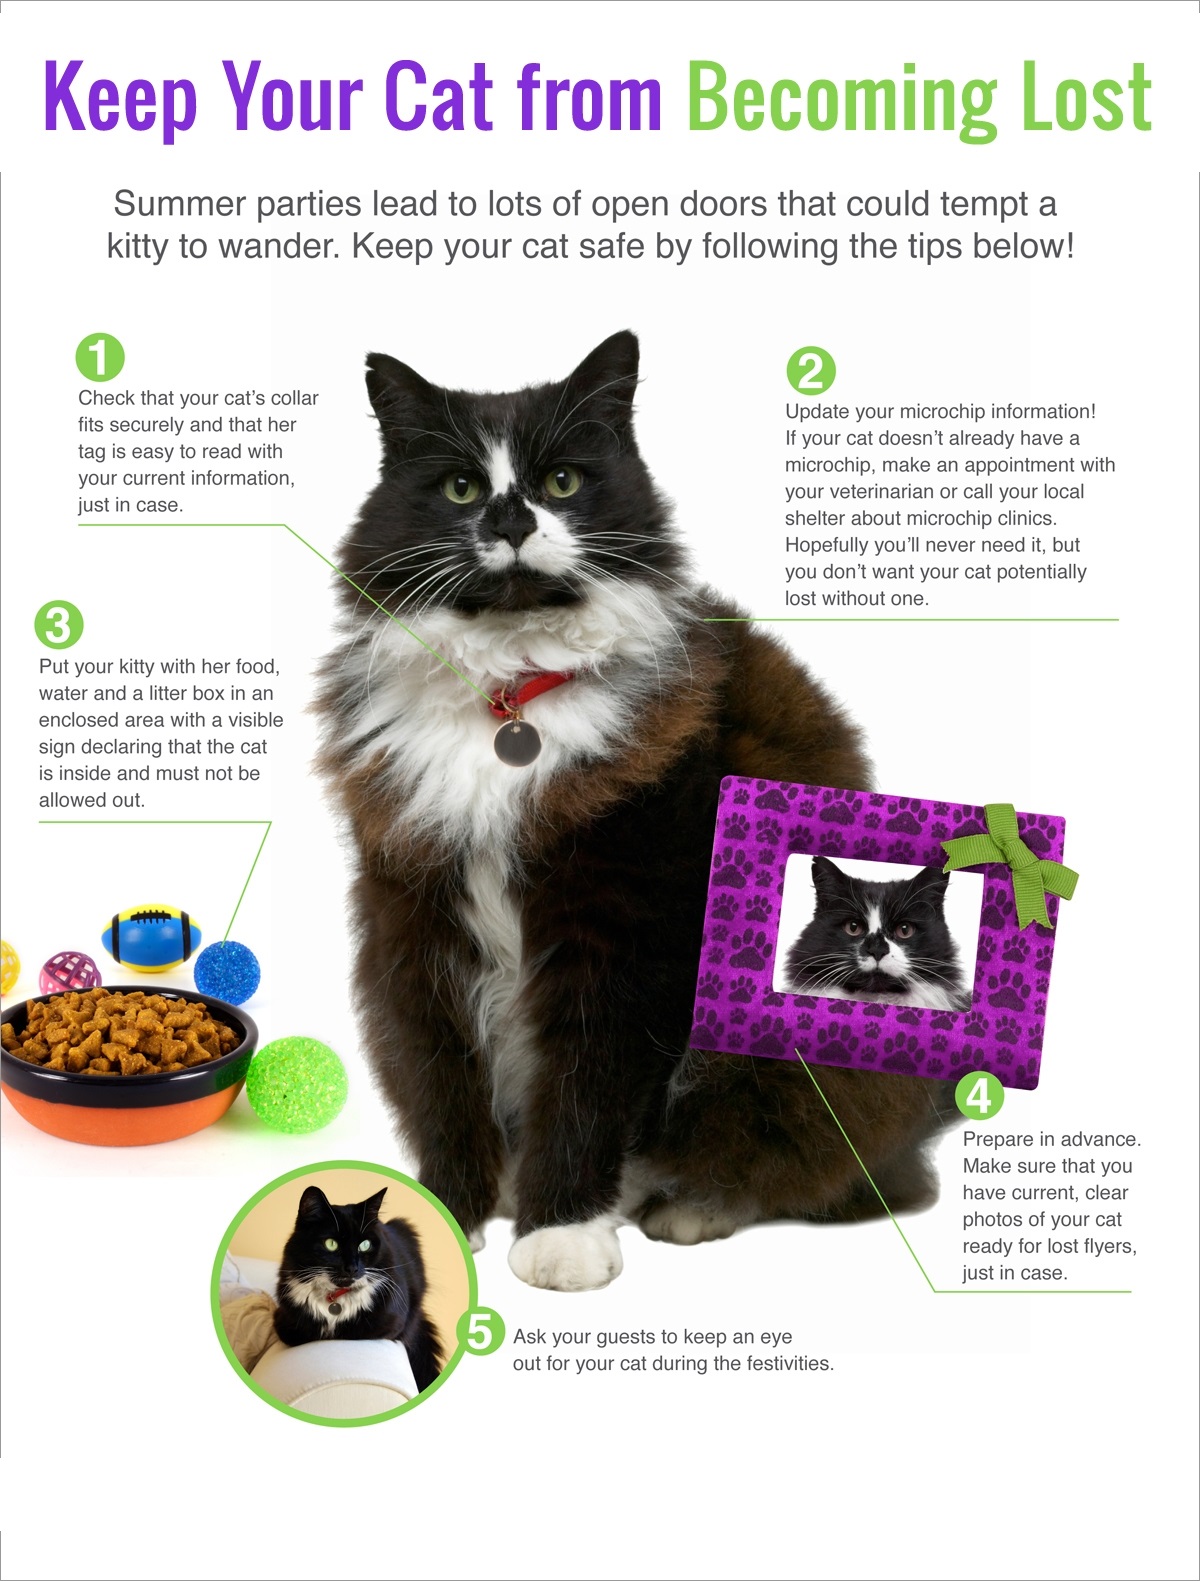 Keep Your Cat from Becoming Lost
Summer parties lead to lots of open doors that could tempt a
kitty to wander. Keep your cat safe by following the tips below!
1
Check that your cat’s collar
fits securely and that her
tag is easy to read with
your current information,
just in case.
2
Update your microchip information!
If your cat doesn’t already have a
microchip, make an appointment with
your veterinarian or call your local
shelter about microchip clinics.
Hopefully you’ll never need it, but
you don’t want your cat potentially
lost without one.
3
Put your kitty with her food,
water and a litter box in an
enclosed area with a visible
sign declaring that the cat
is inside and must not be
allowed out.
4
Prepare in advance.
Make sure that you
have current, clear
photos of your cat
ready for lost flyers,
just in case.
5
Ask your guests to keep an eye
out for your cat during the festivities.